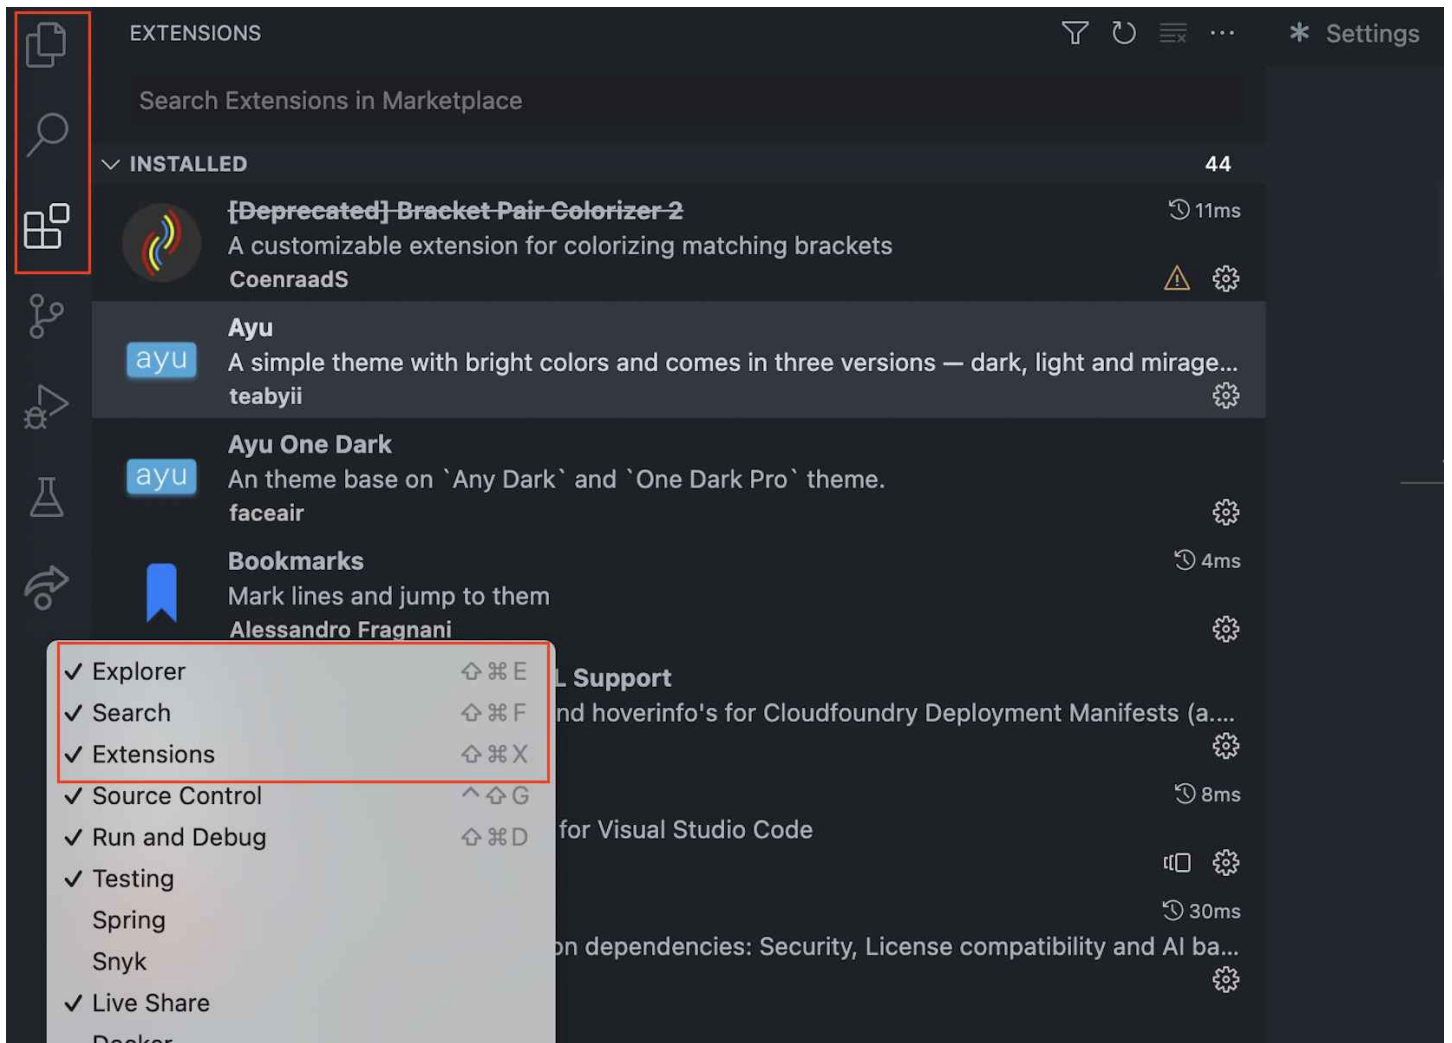 EXTENSIONS
Settings
Search Extensions in Marketplace
INSTALLED 44
[Deprecated] Bracket Pair Colorizer 2 11ms
A customizable extension for colorizing matching brackets
CoenraadS
Ayu
ayu
A simple theme with bright colors and comes in three versions — dark, light and mirage...
teabyii
Ayu One Dark
ayu
An theme base on `Any Dark` and `One Dark Pro` theme.
faceair
Bookmarks 4ms
Mark lines and jump to them
Alessandro Fragnani
L Support
nd hoverinfo's for Cloudfoundry Deployment Manifests (a....
8ms
for Visual Studio Code
30ms
on dependencies: Security, License compatibility and AI ba...
Explorer ⇧⌘E
Search ⇧⌘F
Extensions ⇧⌘X
Source Control ^⇧G
Run and Debug ⇧⌘D
Testing
Spring
Snyk
Live Share
Docker